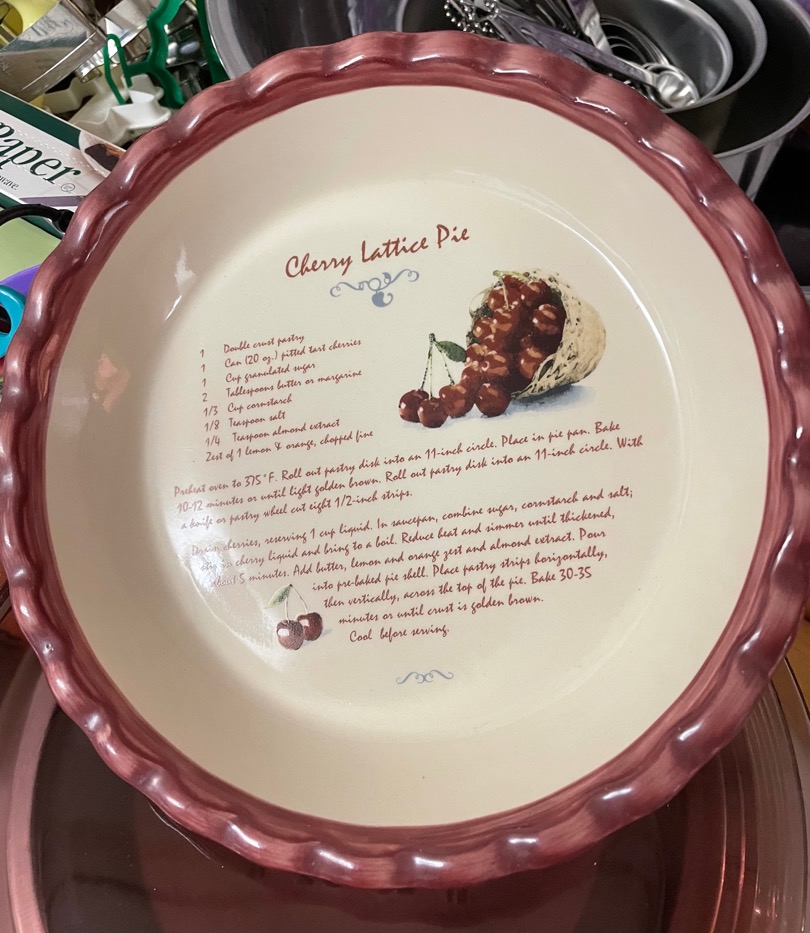 Paper®
wave.
Cherry Lattice Pie
1 Double crust pastry
1 Can (20 oz.) pitted tart cherries
1 Cup granulated sugar
2 Tablespoons butter or margarine
1/3 Cup cornstarch
1/8 Teaspoon salt
1/4 Teaspoon almond extract
Zest of 1 lemon & orange, chopped fine
Preheat oven to 375°F. Roll out pastry disk into an 11-inch circle. Place in pie pan. Bake
10-12 minutes or until light golden brown. Roll out pastry disk into an 11-inch circle. With
a knife or pastry wheel cut eight 1/2-inch strips.
Drain cherries, reserving 1 cup liquid. In saucepan, combine sugar, cornstarch and salt;
stir in cherry liquid and bring to a boil. Reduce heat and simmer until thickened,
about 5 minutes. Add butter, lemon and orange zest and almond extract. Pour
into pre-baked pie shell. Place pastry strips horizontally,
then vertically, across the top of the pie. Bake 30-35
minutes or until crust is golden brown.
Cool before serving.